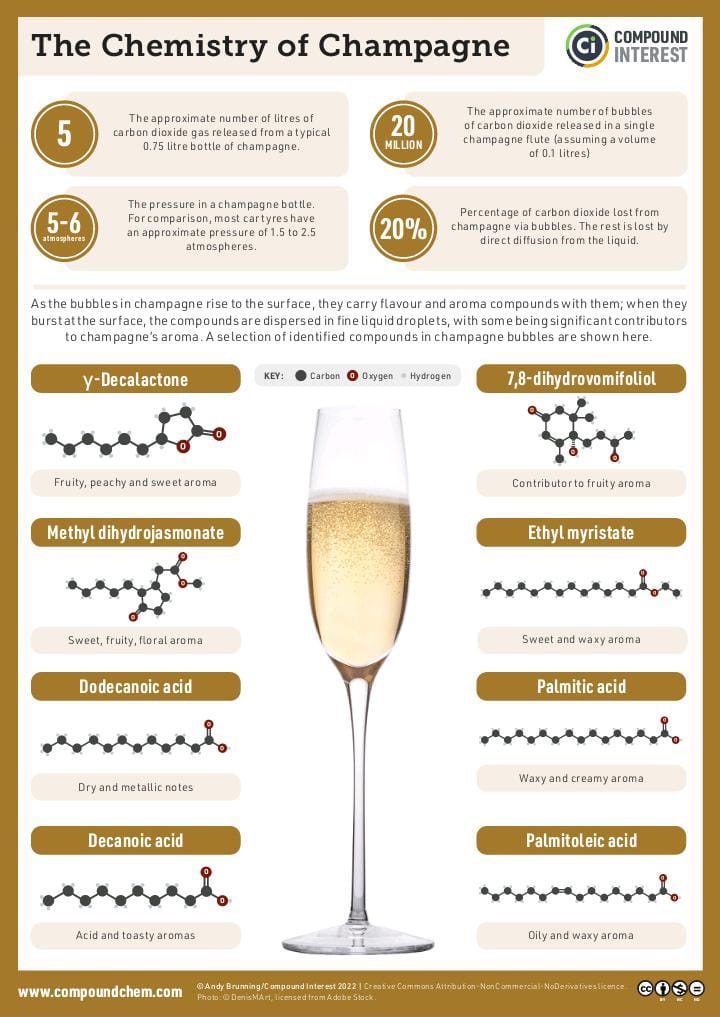 The Chemistry of Champagne
Ci
COMPOUND
INTEREST
5
The approximate number of litres of
carbon dioxide gas released from a typical
0.75 litre bottle of champagne.
20
MILLION
The approximate number of bubbles
of carbon dioxide released in a single
champagne flute (assuming a volume
of 0.1 litres)
5-6
atmospheres
The pressure in a champagne bottle.
For comparison, most car tyres have
an approximate pressure of 1.5 to 2.5
atmospheres.
20%
Percentage of carbon dioxide lost from
champagne via bubbles. The rest is lost by
direct diffusion from the liquid.
As the bubbles in champagne rise to the surface, they carry flavour and aroma compounds with them; when they
burst at the surface, the compounds are dispersed in fine liquid droplets, with some being significant contributors
to champagne's aroma. A selection of identified compounds in champagne bubbles are shown here.
KEY: Carbon O Oxygen Hydrogen
γ-Decalactone
O
O
Fruity, peachy and sweet aroma
7,8-dihydrovomifoliol
O
O
O
Contributor to fruity aroma
Methyl dihydrojasmonate
O
O
O
Sweet, fruity, floral aroma
Ethyl myristate
O
O
Sweet and waxy aroma
Dodecanoic acid
O
O
Dry and metallic notes
Palmitic acid
O
O
Waxy and creamy aroma
Decanoic acid
O
O
Acid and toasty aromas
Palmitoleic acid
O
O
Oily and waxy aroma
www.compoundchem.com
© Andy Brunning/Compound Interest 2022 | Creative Commons Attribution-NonCommercial-NoDerivatives licence.
Photo: © DenisMArt, licensed from Adobe Stock.
cc
BY NC ND